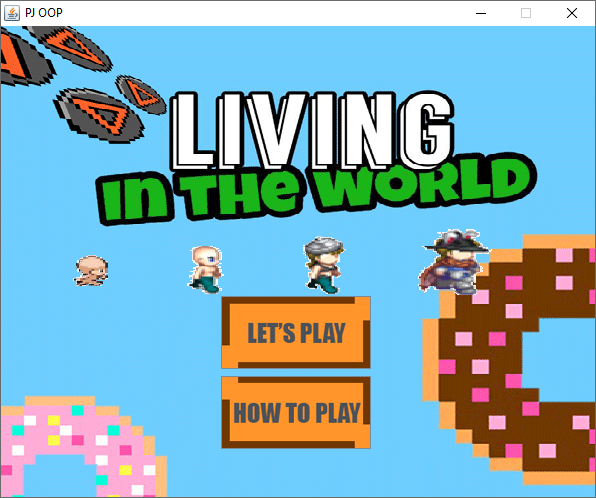 PJ OOP
LIVING
in the world
LET'S PLAY
HOW TO PLAY